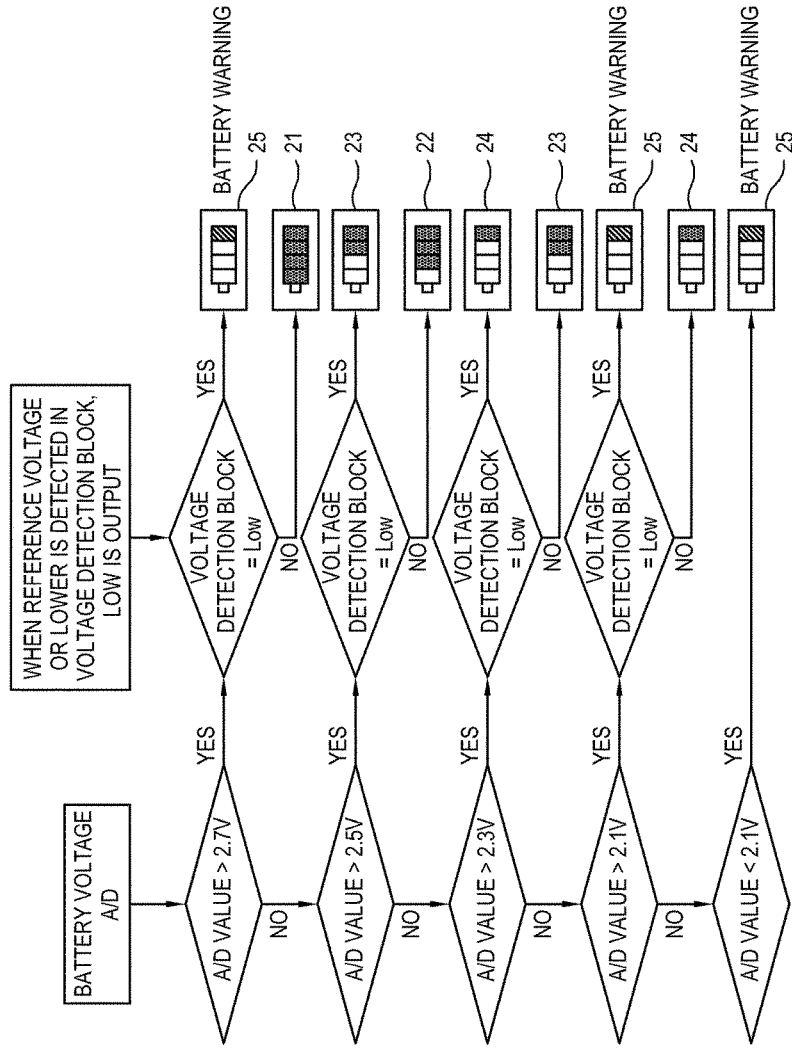 BATTERY VOLTAGE
A/D
WHEN REFERENCE VOLTAGE
OR LOWER IS DETECTED IN
VOLTAGE DETECTION BLOCK,
LOW IS OUTPUT
A/D VALUE > 2.7V
YES
NO
VOLTAGE
DETECTION BLOCK
= Low
YES
NO
BATTERY WARNING
25
21
A/D VALUE > 2.5V
YES
NO
VOLTAGE
DETECTION BLOCK
= Low
YES
NO
23
22
A/D VALUE > 2.3V
YES
NO
VOLTAGE
DETECTION BLOCK
= Low
YES
NO
24
23
A/D VALUE > 2.1V
YES
NO
VOLTAGE
DETECTION BLOCK
= Low
YES
NO
BATTERY WARNING
25
24
A/D VALUE < 2.1V
YES
BATTERY WARNING
25